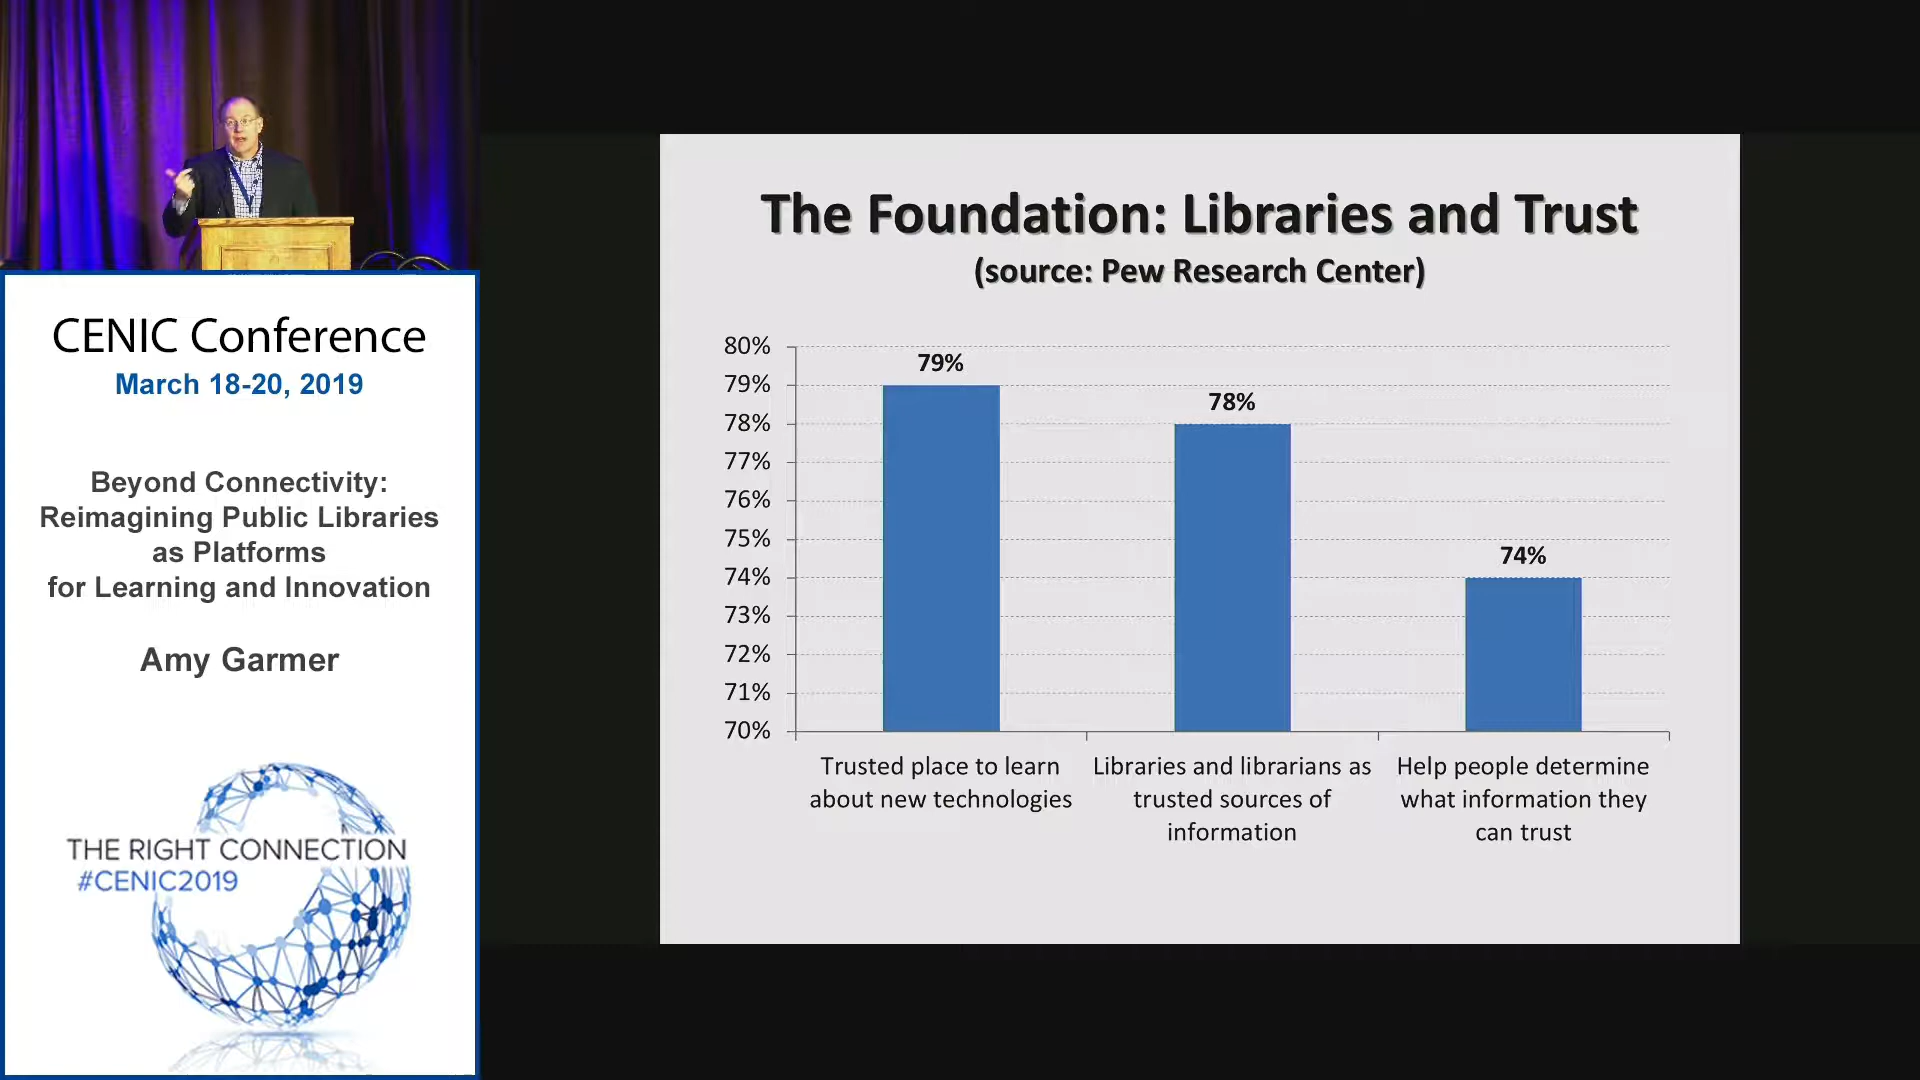 CENIC Conference
March 18-20, 2019
Beyond Connectivity:
Reimagining Public Libraries
as Platforms
for Learning and Innovation
Amy Garmer
THE RIGHT CONNECTION
#CENIC2019
The Foundation: Libraries and Trust
(source: Pew Research Center)
80%
79%
78%
77%
76%
75%
74%
73%
72%
71%
70%
79%
78%
74%
Trusted place to learn
about new technologies
Libraries and librarians as
trusted sources of
information
Help people determine
what information they
can trust